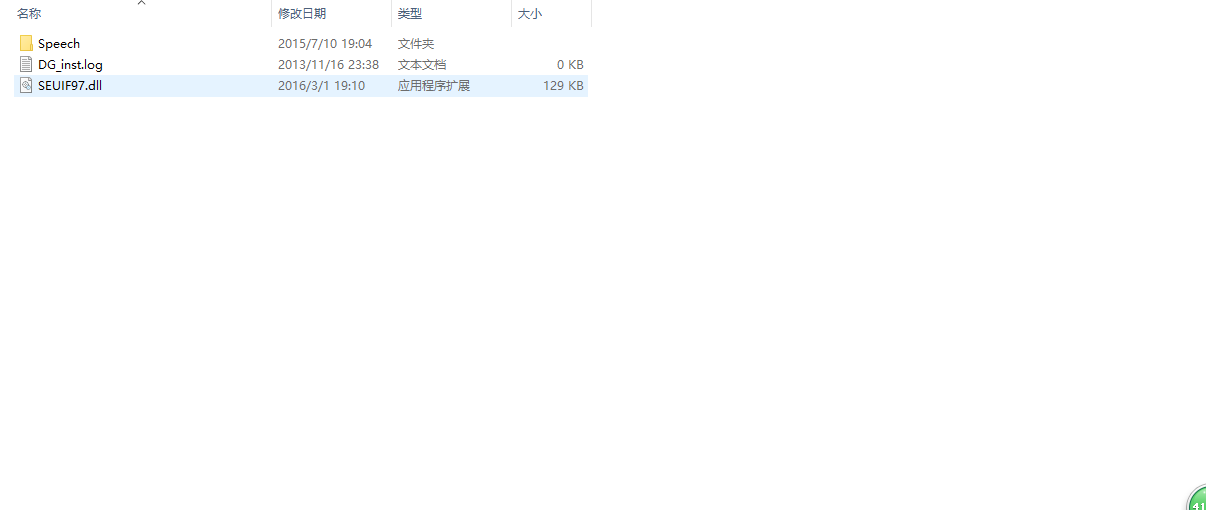 名称 修改日期 类型 大小
Speech 2015/7/10 19:04 文件夹
DG_inst.log 2013/11/16 23:38 文本文档 0 KB
SEUIF97.dll 2016/3/1 19:10 应用程序扩展 129 KB
41